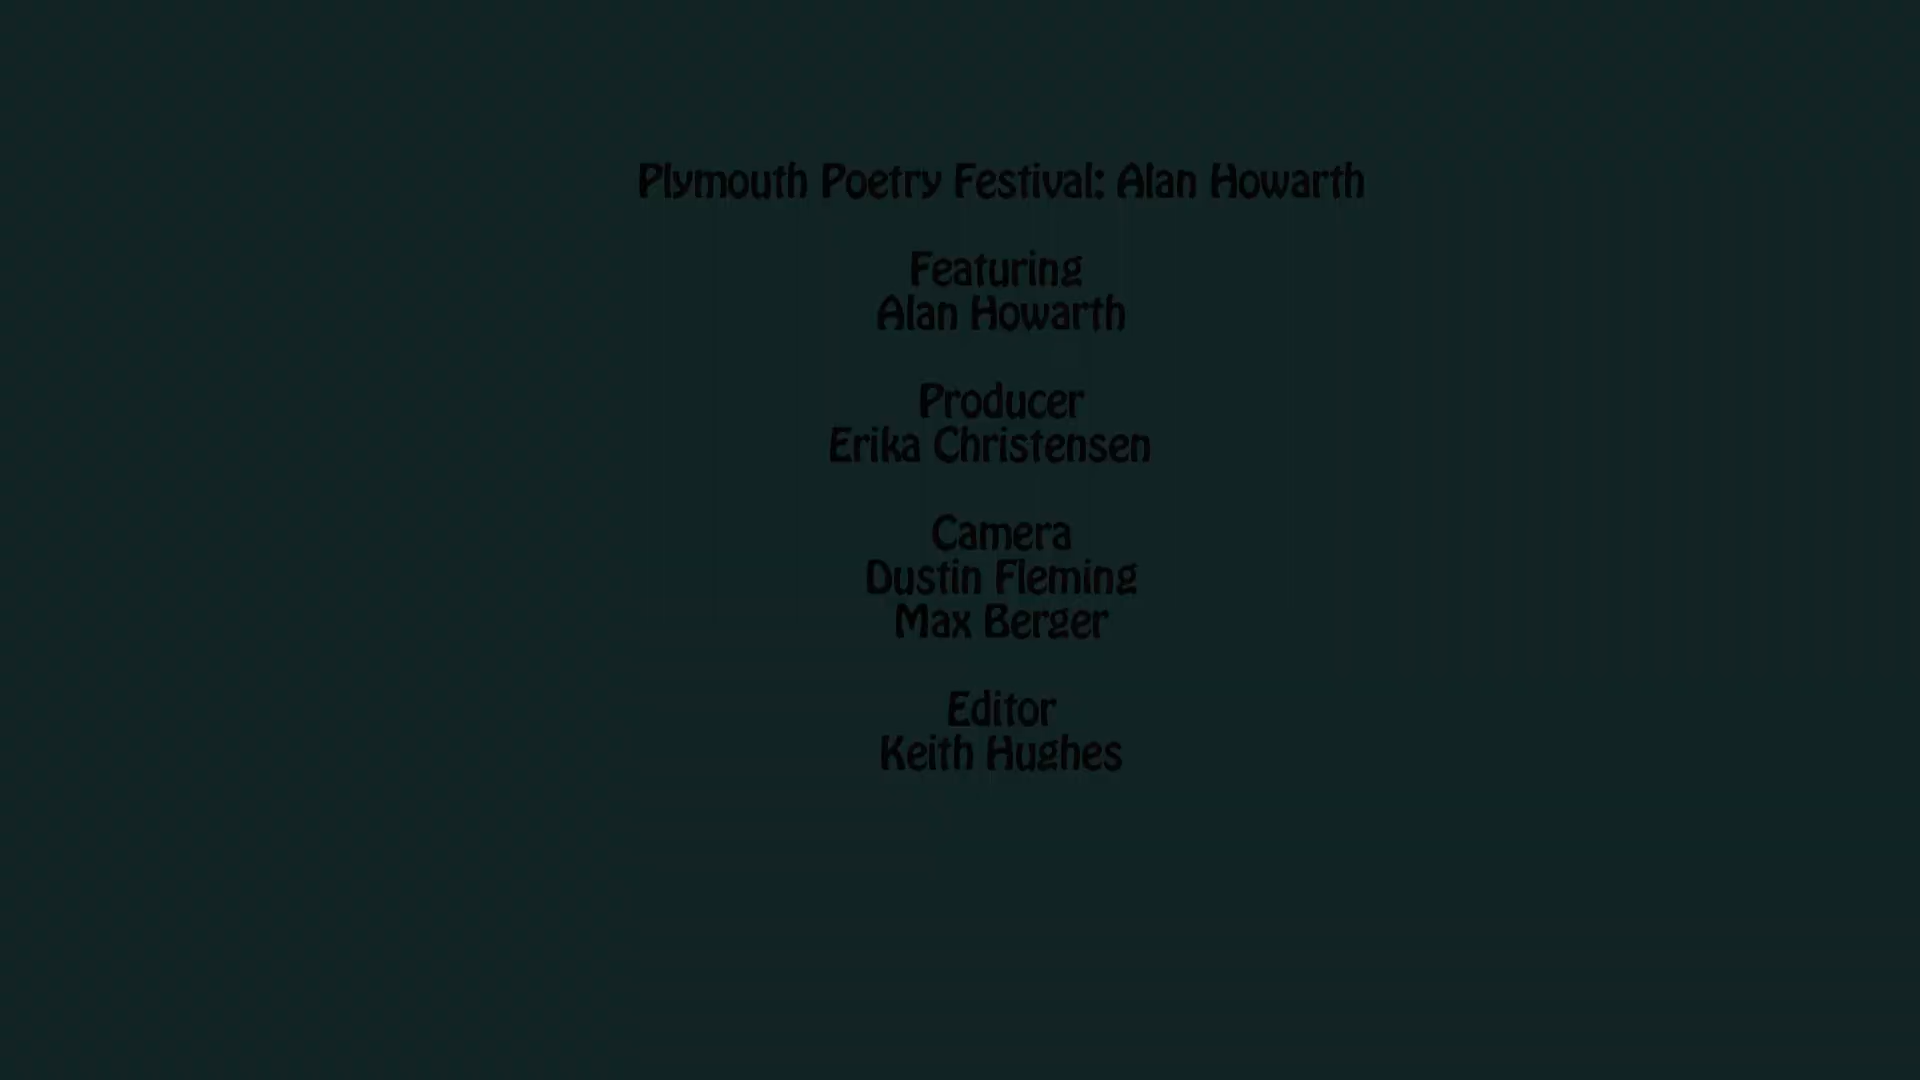 Plymouth Poetry Festival: Alan Howarth
Featuring
Alan Howarth
Producer
Erika Christensen
Camera
Dustin Fleming
Max Berger
Editor
Keith Hughes